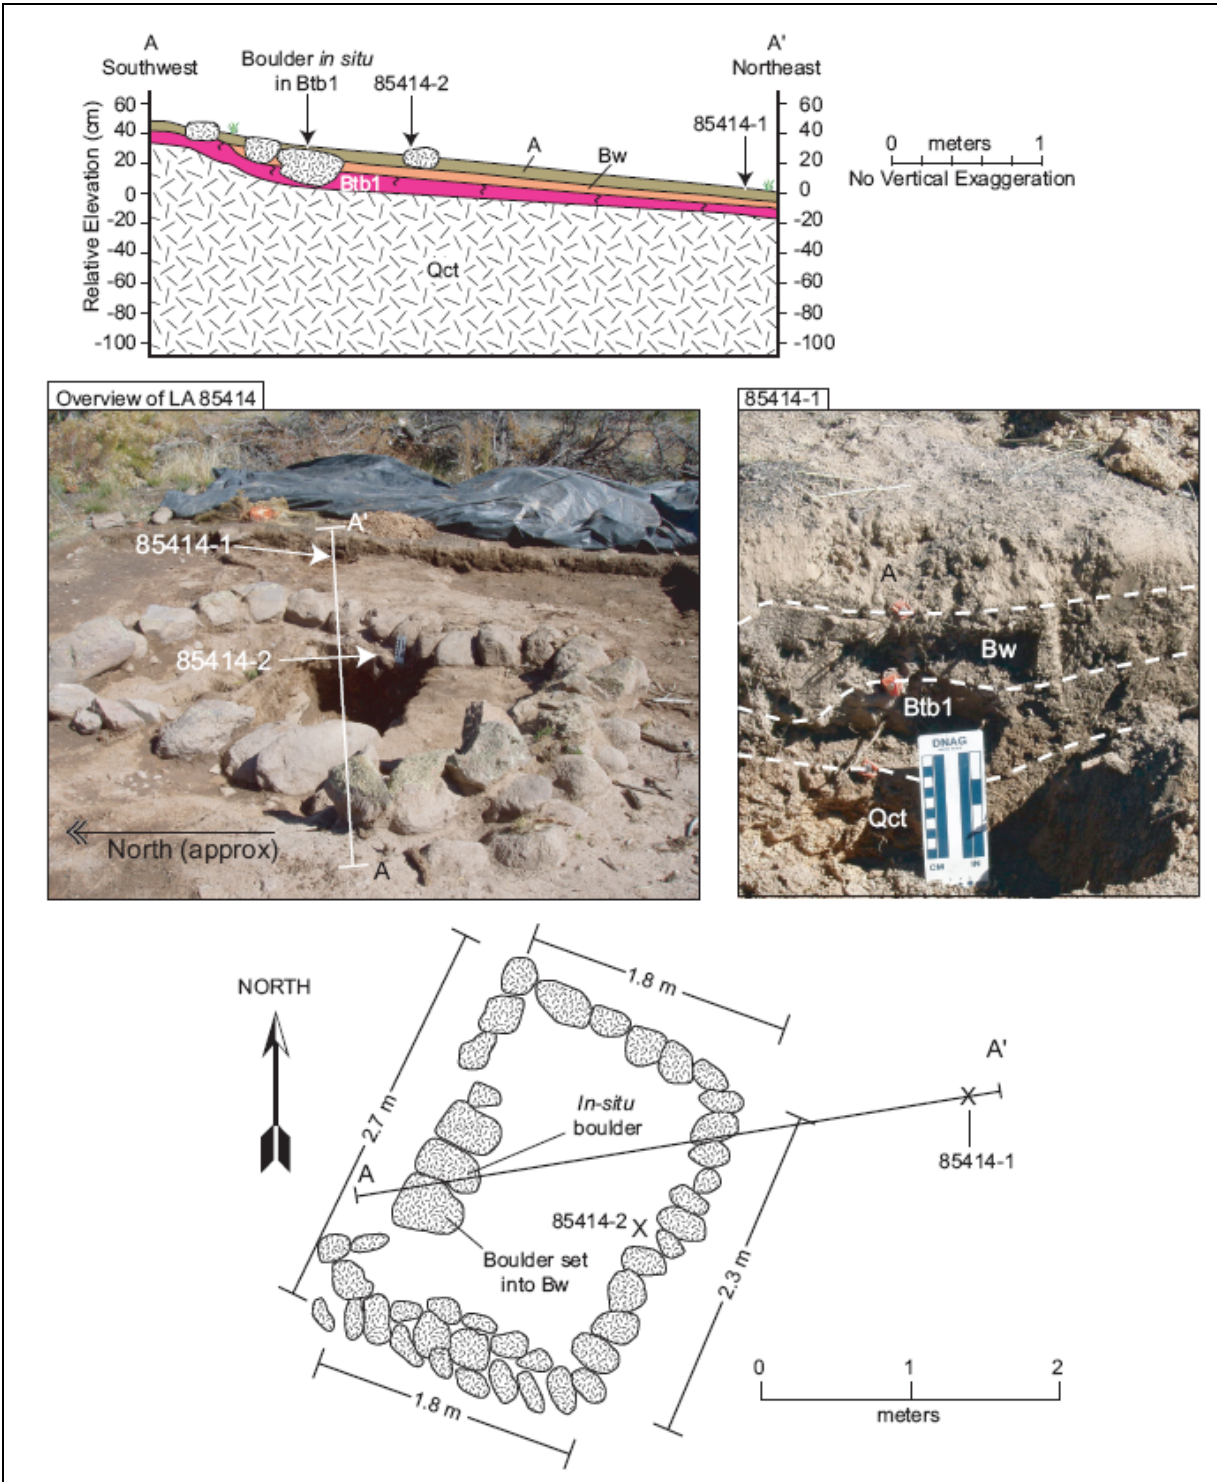 A
Southwest
Boulder in situ
in Btb1
85414-2
A'
Northeast
85414-1
Relative Elevation (cm)
60
40
20
0
-20
-40
-60
-80
-100
A
Bw
Btb1
Qct
60
40
20
0
-20
-40
-60
-80
-100
0 meters 1
No Vertical Exaggeration
Overview of LA 85414
A'
85414-1
85414-2
North (approx)
A
85414-1
A
Bw
Btb1
DNAG
Qct
CM IN
NORTH
1.8 m
2.7 m
In-situ
boulder
A
A'
X
85414-1
85414-2 X
Boulder set
into Bw
2.3 m
1.8 m
0 1 2
meters